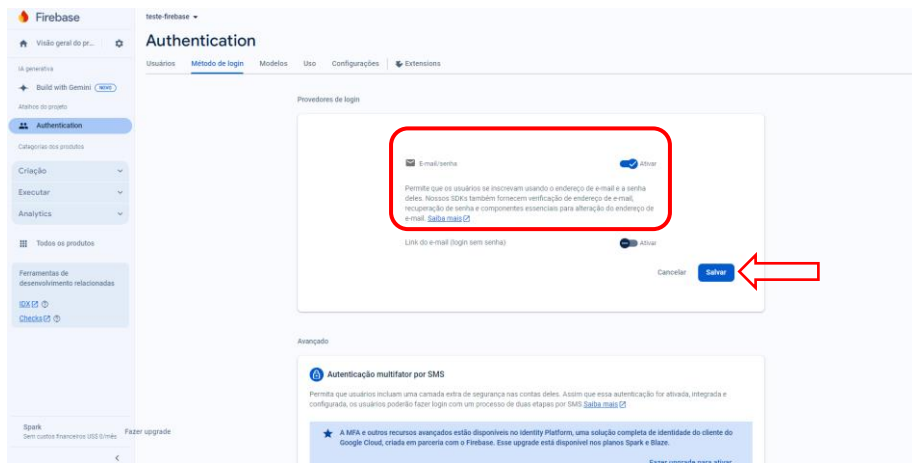 Firebase
teste-firebase
Visão geral do pr...
Authentication
Usuários Método de login Modelos Uso Configurações Extensions
IA generativa
Build with Gemini NOVO
Atalhos do projeto
Authentication
Categorias dos produtos
Criação
Executar
Analytics
Todos os produtos
Ferramentas de
desenvolvimento relacionadas
IDX
Checks
Spark
Sem custos financeiros US$ 0/mês
Fazer upgrade
Provedores de login
E-mail/senha
Ativar
Permite que os usuários se inscrevam usando o endereço de e-mail e a senha
deles. Nossos SDKs também fornecem verificação de endereço de e-mail,
recuperação de senha e componentes essenciais para alteração do endereço de
e-mail. Saiba mais
Link do e-mail (login sem senha)
Ativar
Cancelar
Salvar
Avançado
Autenticação multifator por SMS
Permita que usuários incluam uma camada extra de segurança nas contas deles. Assim que essa autenticação for ativada, integrada e
configurada, os usuários poderão fazer login com um processo de duas etapas por SMS Saiba mais
A MFA e outros recursos avançados estão disponíveis no Identity Platform, uma solução completa de identidade do cliente do
Google Cloud, criada em parceria com o Firebase. Esse upgrade está disponível nos planos Spark e Blaze.
Fazer upgrade para ativar